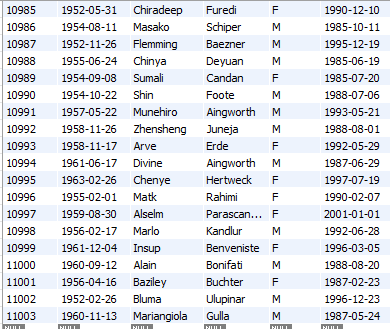 10985 1952-05-31 Chiradeep Furedi F 1990-12-10
10986 1954-08-11 Masako Schiper M 1985-10-11
10987 1952-11-26 Flemming Baezner M 1995-12-19
10988 1955-06-24 Chinya Deyuan M 1985-06-19
10989 1954-09-08 Sumali Candan F 1985-07-20
10990 1954-10-22 Shin Foote M 1988-07-06
10991 1957-05-22 Munehiro Aingworth M 1993-05-21
10992 1958-11-26 Zhensheng Juneja M 1988-08-01
10993 1958-11-17 Arve Erde F 1992-05-29
10994 1961-06-17 Divine Aingworth M 1987-06-29
10995 1963-02-26 Chenye Hertweck F 1997-07-19
10996 1955-02-01 Matk Rahimi F 1990-02-07
10997 1959-08-30 Alselm Parascan... F 2001-01-01
10998 1956-02-17 Marlo Kandlur M 1992-06-28
10999 1961-12-04 Insup Benveniste F 1996-03-05
11000 1960-09-12 Alain Bonifati M 1988-08-20
11001 1956-04-16 Baziley Buchter F 1987-02-23
11002 1952-02-26 Bluma Ulupinar M 1996-12-23
11003 1960-11-13 Mariangiola Gulla M 1987-05-24
NULL NULL NULL NULL NULL NULL